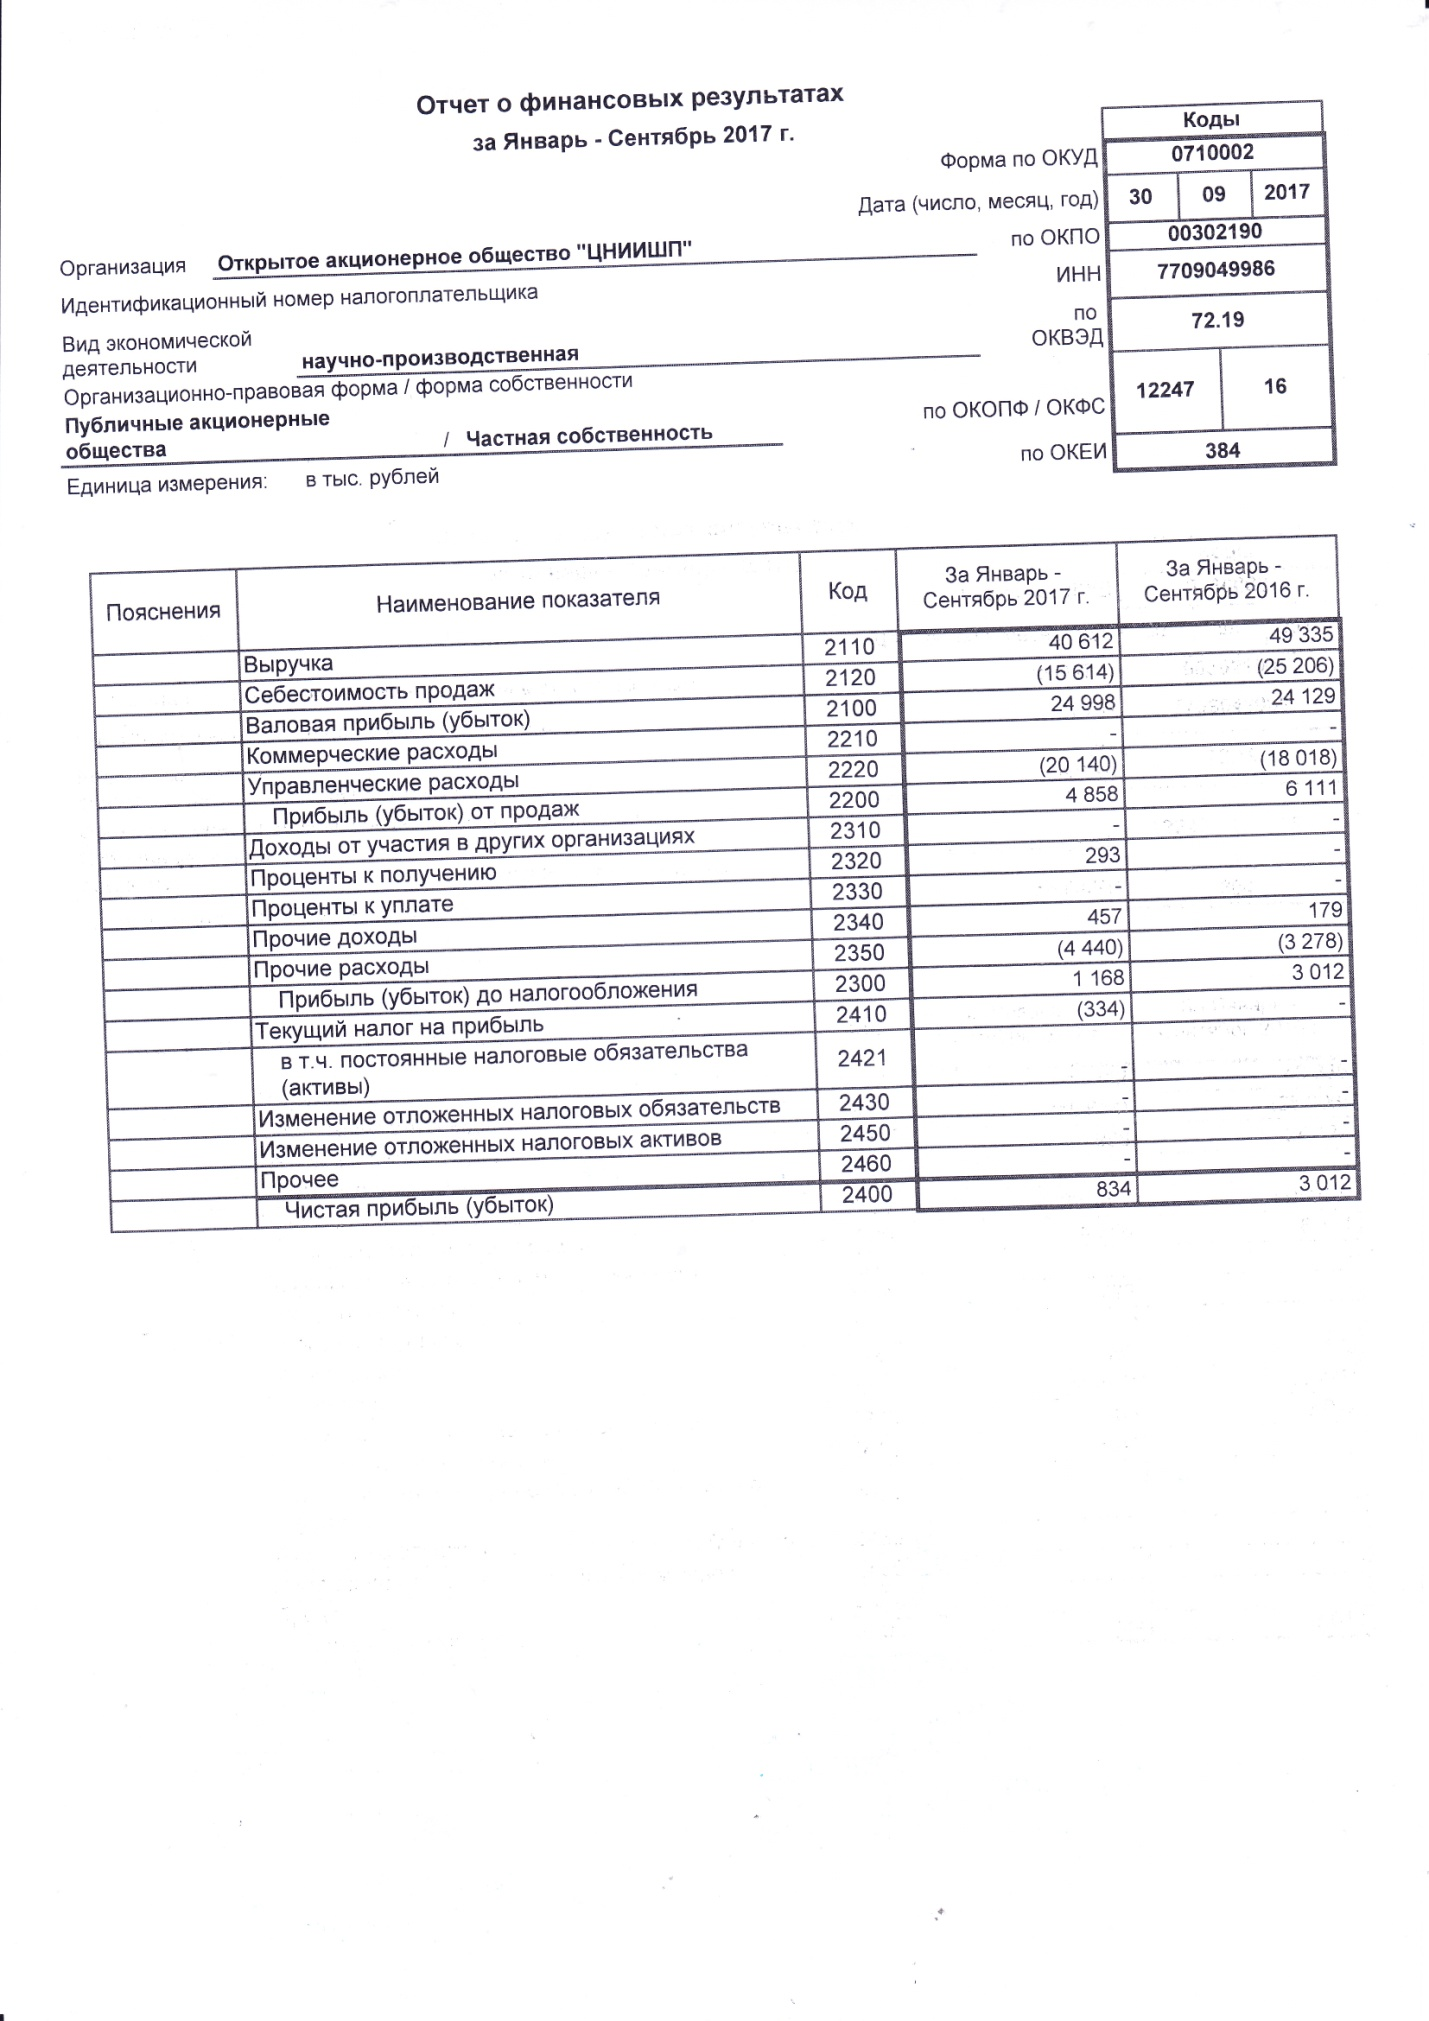 Отчет о финансовых результатах
за Январь - Сентябрь 2017 г.
Коды
Форма по ОКУД 0710002
Дата (число, месяц, год) 30 09 2017
Организация Открытое акционерное общество "ЦНИИШП" по ОКПО 00302190
Идентификационный номер налогоплательщика ИНН 7709049986
Вид экономической
деятельности научно-производственная
по
ОКВЭД 72.19
Организационно-правовая форма / форма собственности
Публичные акционерные
общества / Частная собственность по ОКОПФ / ОКФС 12247 16
Единица измерения: в тыс. рублей по ОКЕИ 384
Пояснения Наименование показателя Код За Январь - Сентябрь 2017 г. За Январь - Сентябрь 2016 г.
Выручка 2110 40 612 49 335
Себестоимость продаж 2120 (15 614) (25 206)
Валовая прибыль (убыток) 2100 24 998 24 129
Коммерческие расходы 2210 - -
Управленческие расходы 2220 (20 140) (18 018)
Прибыль (убыток) от продаж 2200 4 858 6 111
Доходы от участия в других организациях 2310 - -
Проценты к получению 2320 293 -
Проценты к уплате 2330 - -
Прочие доходы 2340 457 179
Прочие расходы 2350 (4 440) (3 278)
Прибыль (убыток) до налогообложения 2300 1 168 3 012
Текущий налог на прибыль 2410 (334) -
в т.ч. постоянные налоговые обязательства
(активы) 2421 - -
Изменение отложенных налоговых обязательств 2430 - -
Изменение отложенных налоговых активов 2450 - -
Прочее 2460 - -
Чистая прибыль (убыток) 2400 834 3 012